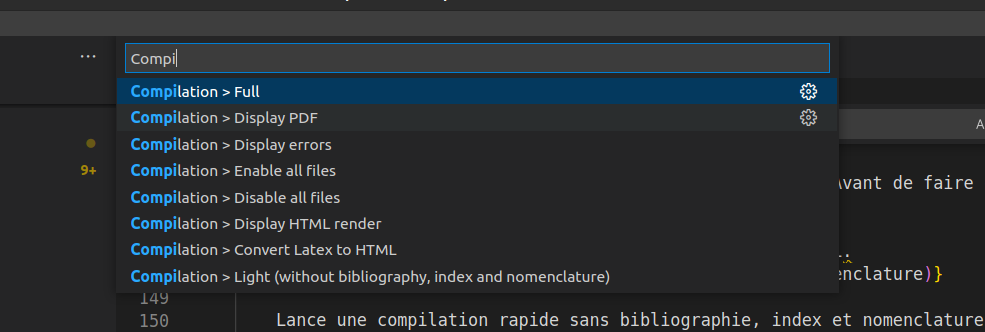 ...
Compi
Compilation > Full
Compilation > Display PDF
A
Compilation > Display errors
9+
Compilation > Enable all files
Avant de faire
Compilation > Disable all files
Compilation > Display HTML render
Compilation > Convert Latex to HTML
Compilation > Light (without bibliography, index and nomenclature)
nclature)}
149
150 Lance une compilation rapide sans bibliographie, index et nomenclature